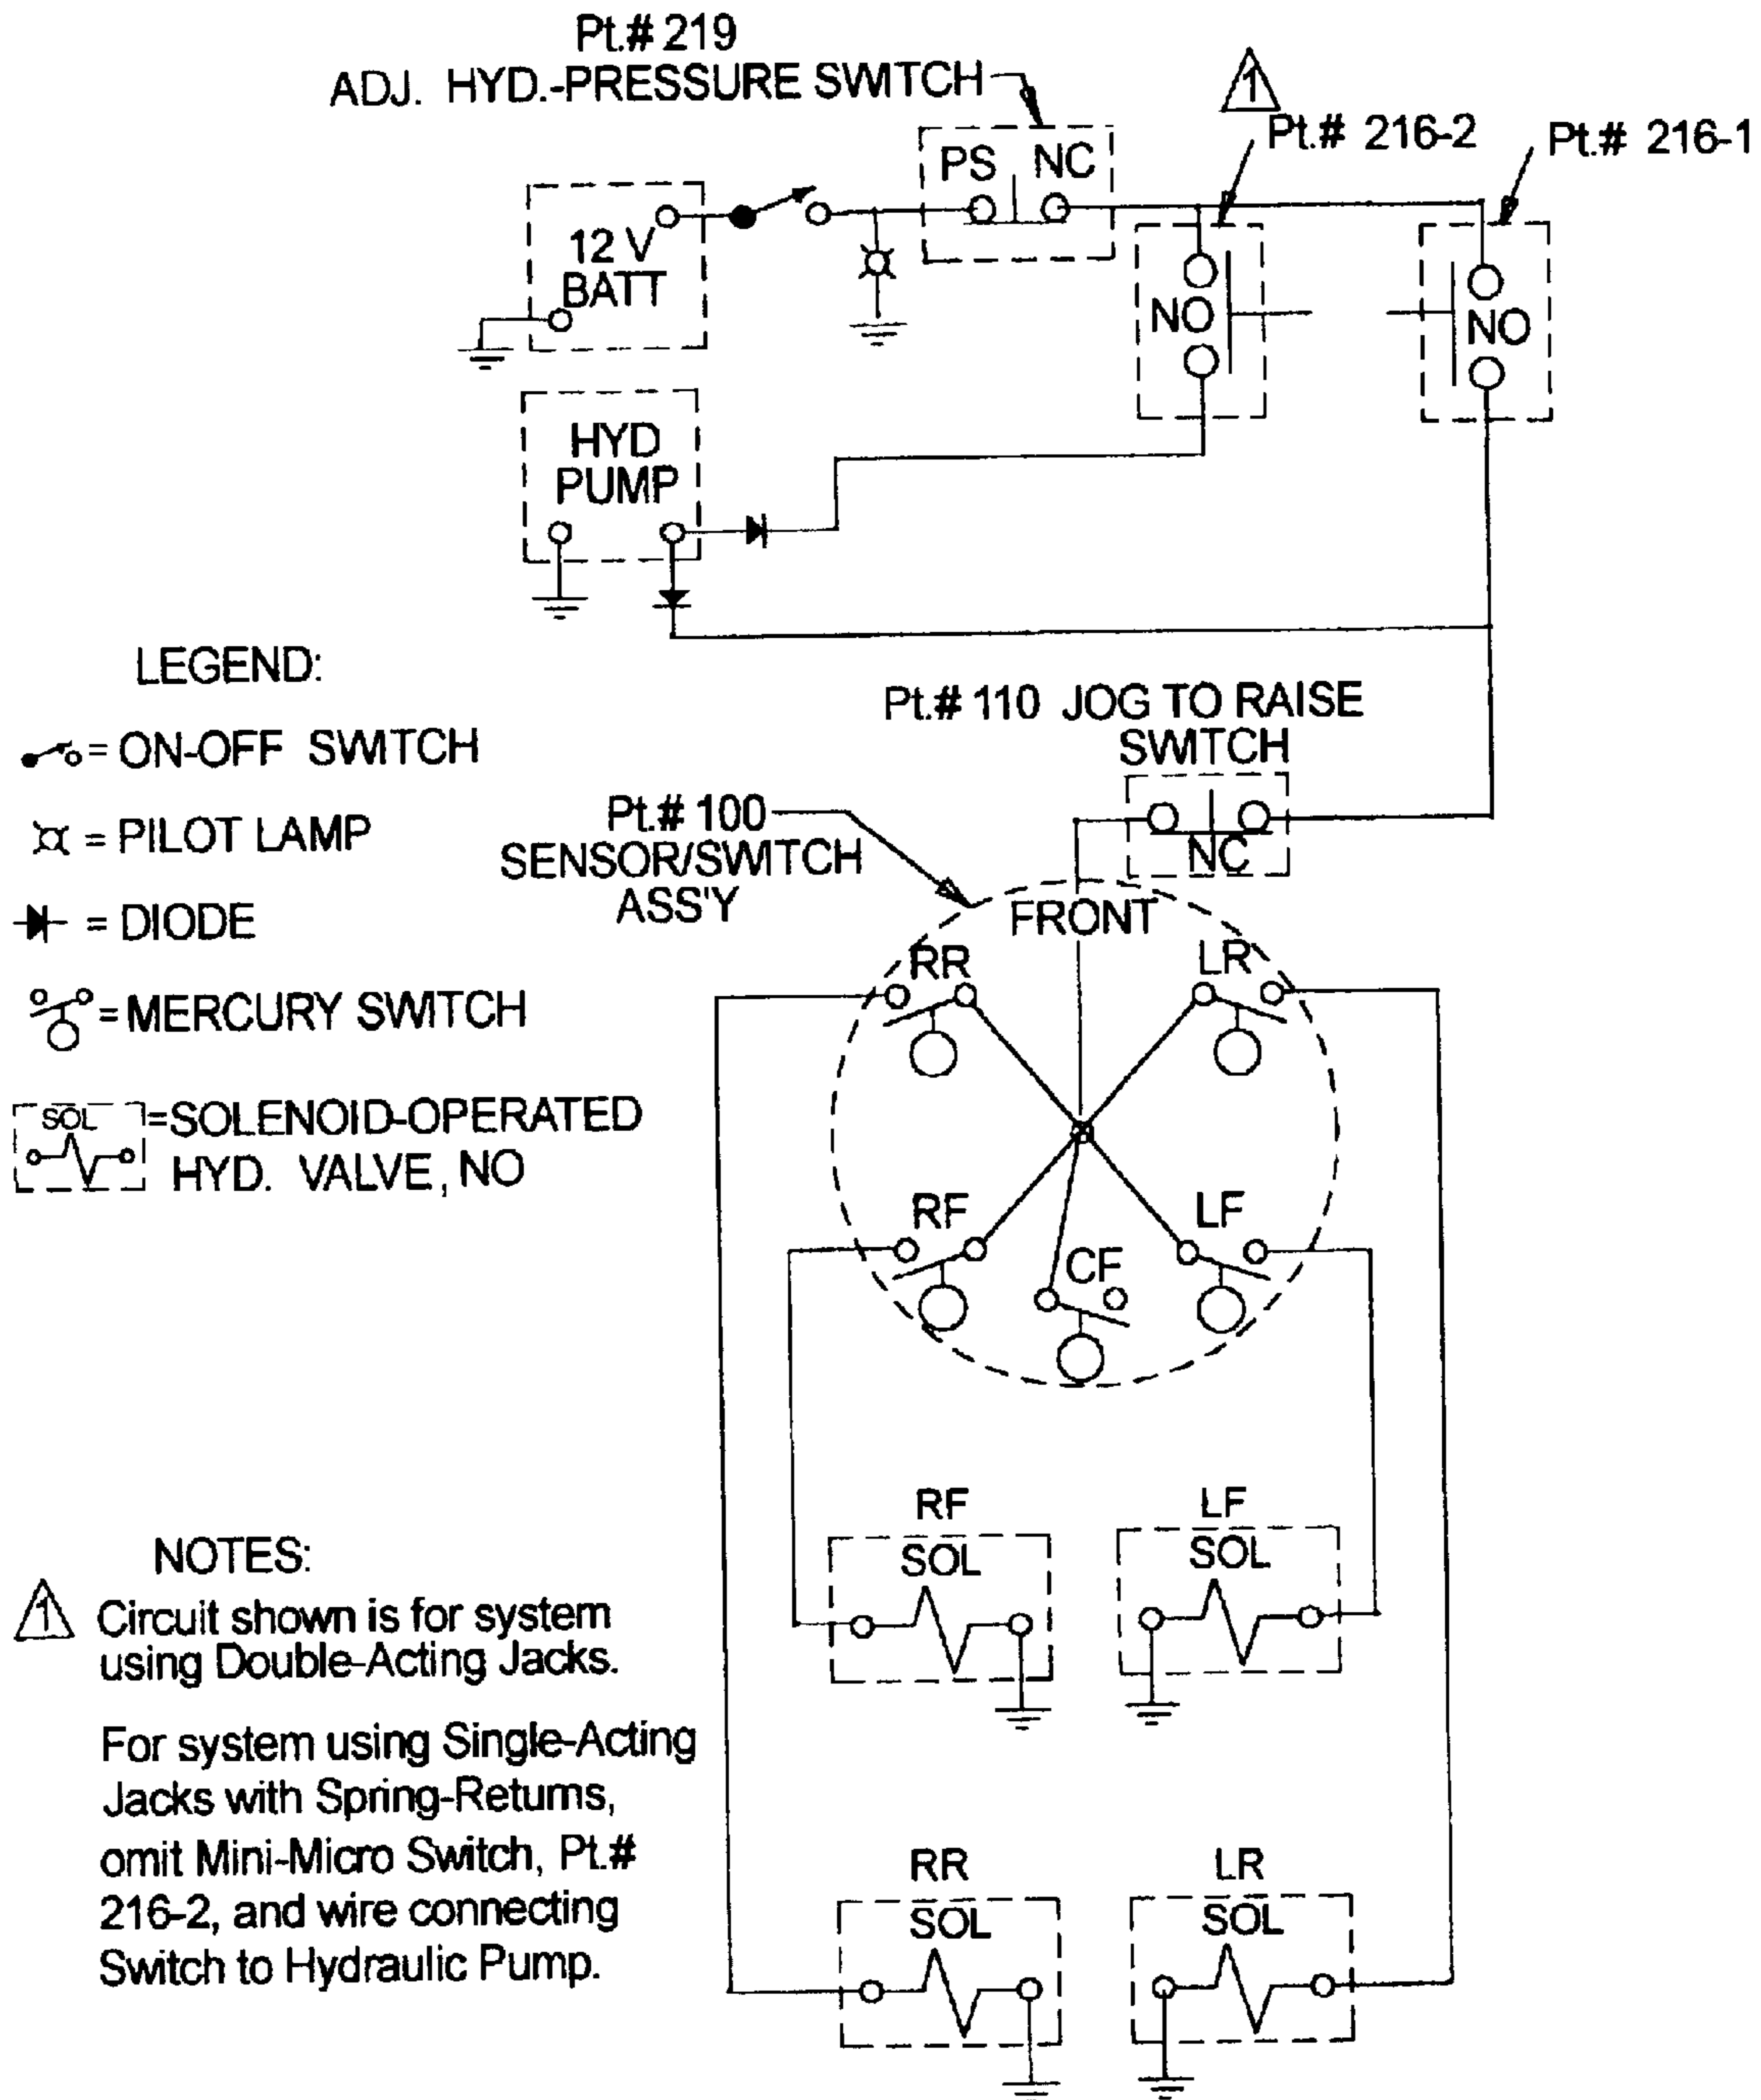 Pt.# 219
ADJ. HYD.-PRESSURE SWITCH
1
Pt.# 216-2
Pt.# 216-1
PS NC
12 V
BATT
NO
NO
HYD
PUMP
LEGEND:
= ON-OFF SWITCH
= PILOT LAMP
= DIODE
= MERCURY SWITCH
SOL =SOLENOID-OPERATED
HYD. VALVE, NO
Pt.# 110 JOG TO RAISE
SWITCH
NC
Pt.# 100
SENSOR/SWITCH
ASS'Y
FRONT
RR
LR
RF
CF
LF
RF
SOL
LF
SOL
RR
SOL
LR
SOL
NOTES:
1 Circuit shown is for system
using Double-Acting Jacks.
For system using Single-Acting
Jacks with Spring-Returns,
omit Mini-Micro Switch, Pt.#
216-2, and wire connecting
Switch to Hydraulic Pump.